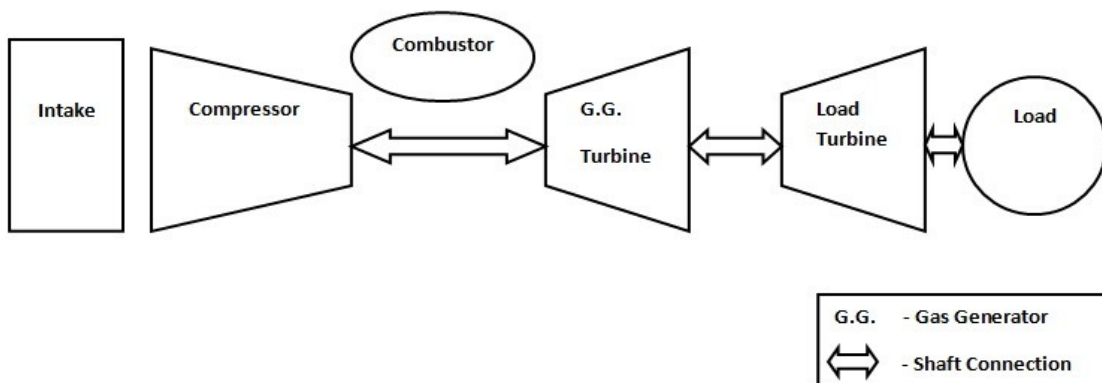 Intake
Compressor
Combustor
G.G.
Turbine
Load
Turbine
Load
G.G. - Gas Generator
- Shaft Connection